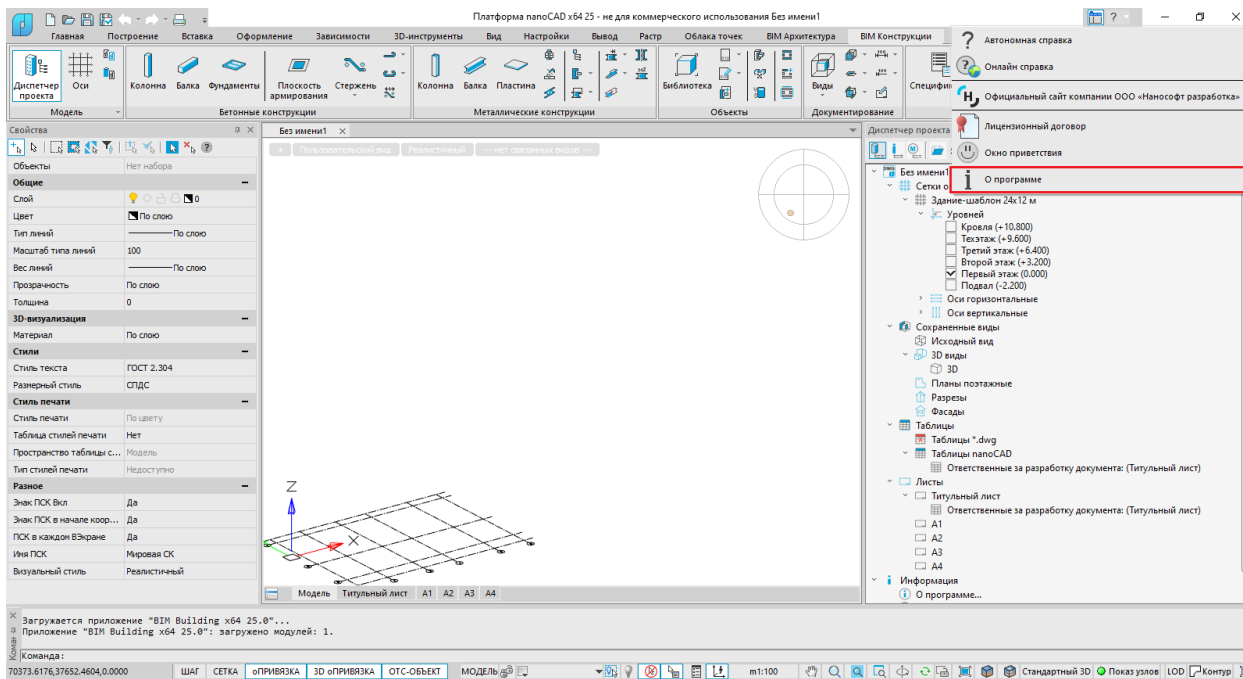 Платформа nanoCAD x64 25 - не для коммерческого использования Без имени1
?
Главная Построение Вставка Оформление Зависимости 3D-инструменты Вид Настройки Вывод Растр Облака точек BIM Архитектура BIM Конструкции
Диспетчер проекта
Оси
Колонна Балка Фундаменты
Плоскость армирования
Стержень
Колонна Балка Пластина
Библиотека
Виды
Специфик
Модель
Бетонные конструкции
Металлические конструкции
Объекты
Документирование
Автономная справка
Онлайн справка
Официальный сайт компании ООО «Нанософт разработка»
Лицензионный договор
Окно приветствия
О программе
Свойства
Объекты Нет набора
Общие
Слой 0
Цвет По слою
Тип линий По слою
Масштаб типа линий 100
Вес линий По слою
Прозрачность По слою
Толщина 0
3D-визуализация
Материал По слою
Стили
Стиль текста ГОСТ 2.304
Размерный стиль СПДС
Стиль печати
Стиль печати По цвету
Таблица стилей печати Нет
Пространство таблицы с... Модель
Тип стилей печати Недоступно
Разное
Знак ПСК Вкл Да
Знак ПСК в начале коор... Да
ПСК в каждом ВЭкране Да
Имя ПСК Мировая СК
Визуальный стиль Реалистичный
Без имени1
+ Пользовательский вид Реалистичный --- нет связанных видов ---
Z
X
Модель Титульный лист A1 A2 A3 A4
Диспетчер проекта
Без имени1
Сетки о
Здание-шаблон 24x12 м
Уровней
Кровля (+10.800)
Техэтаж (+9.600)
Третий этаж (+6.400)
Второй этаж (+3.200)
Первый этаж (0.000)
Подвал (-2.200)
Оси горизонтальные
Оси вертикальные
Сохраненные виды
Исходный вид
3D виды
3D
Планы поэтажные
Разрезы
Фасады
Таблицы
Таблицы *.dwg
Таблицы nanoCAD
Ответственные за разработку документа: (Титульный лист)
Листы
Титульный лист
Ответственные за разработку документа: (Титульный лист)
A1
A2
A3
A4
Информация
О программе...
Загружается приложение "BIM Building x64 25.0"...
Приложение "BIM Building x64 25.0": загружено модулей: 1.
Команда:
70373.6176,37652.4604,0.0000 ШАГ СЕТКА оПРИВЯЗКА 3D оПРИВЯЗКА ОТС-ОБЪЕКТ МОДЕЛЬ m1:100 Стандартный 3D Показ узлов LOD Контур